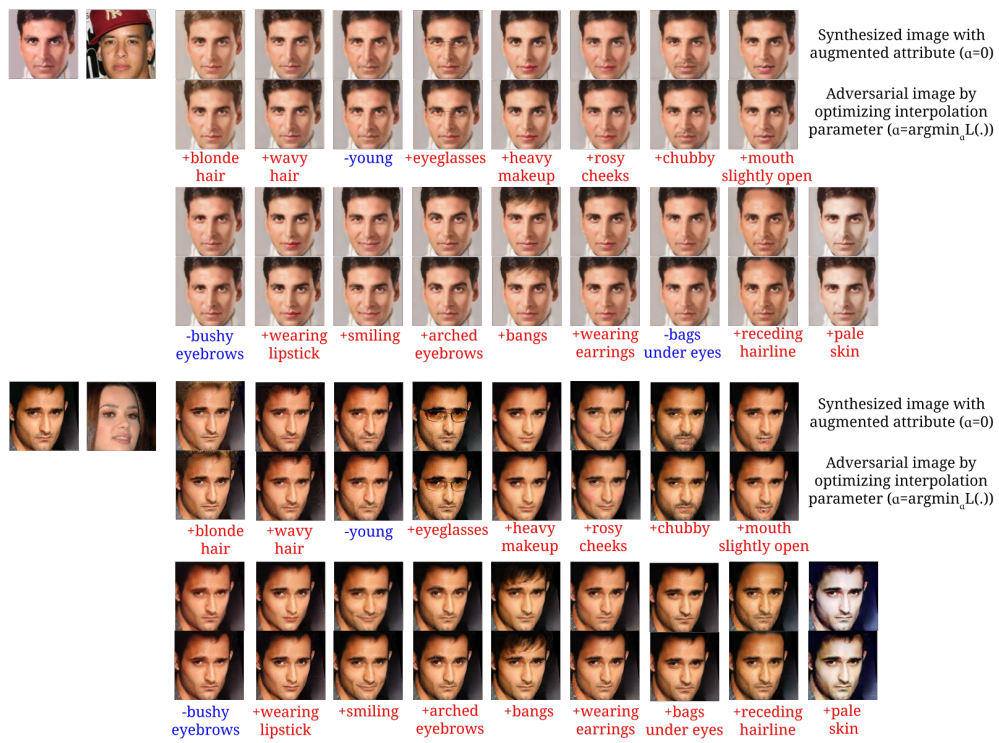 Synthesized image with
augmented attribute (α=0)
Adversarial image by
optimizing interpolation
parameter (α=argminαL(.))
+blonde
hair
+wavy
hair
-young
+eyeglasses
+heavy
makeup
+rosy
cheeks
+chubby
+mouth
slightly open
-bushy
eyebrows
+wearing
lipstick
+smiling
+arched
eyebrows
+bangs
+wearing
earrings
-bags
under eyes
+receding
hairline
+pale
skin
Synthesized image with
augmented attribute (α=0)
Adversarial image by
optimizing interpolation
parameter (α=argminαL(.))
+blonde
hair
+wavy
hair
-young
+eyeglasses
+heavy
makeup
+rosy
cheeks
+chubby
+mouth
slightly open
-bushy
eyebrows
+wearing
lipstick
+smiling
+arched
eyebrows
+bangs
+wearing
earrings
+bags
under eyes
+receding
hairline
+pale
skin